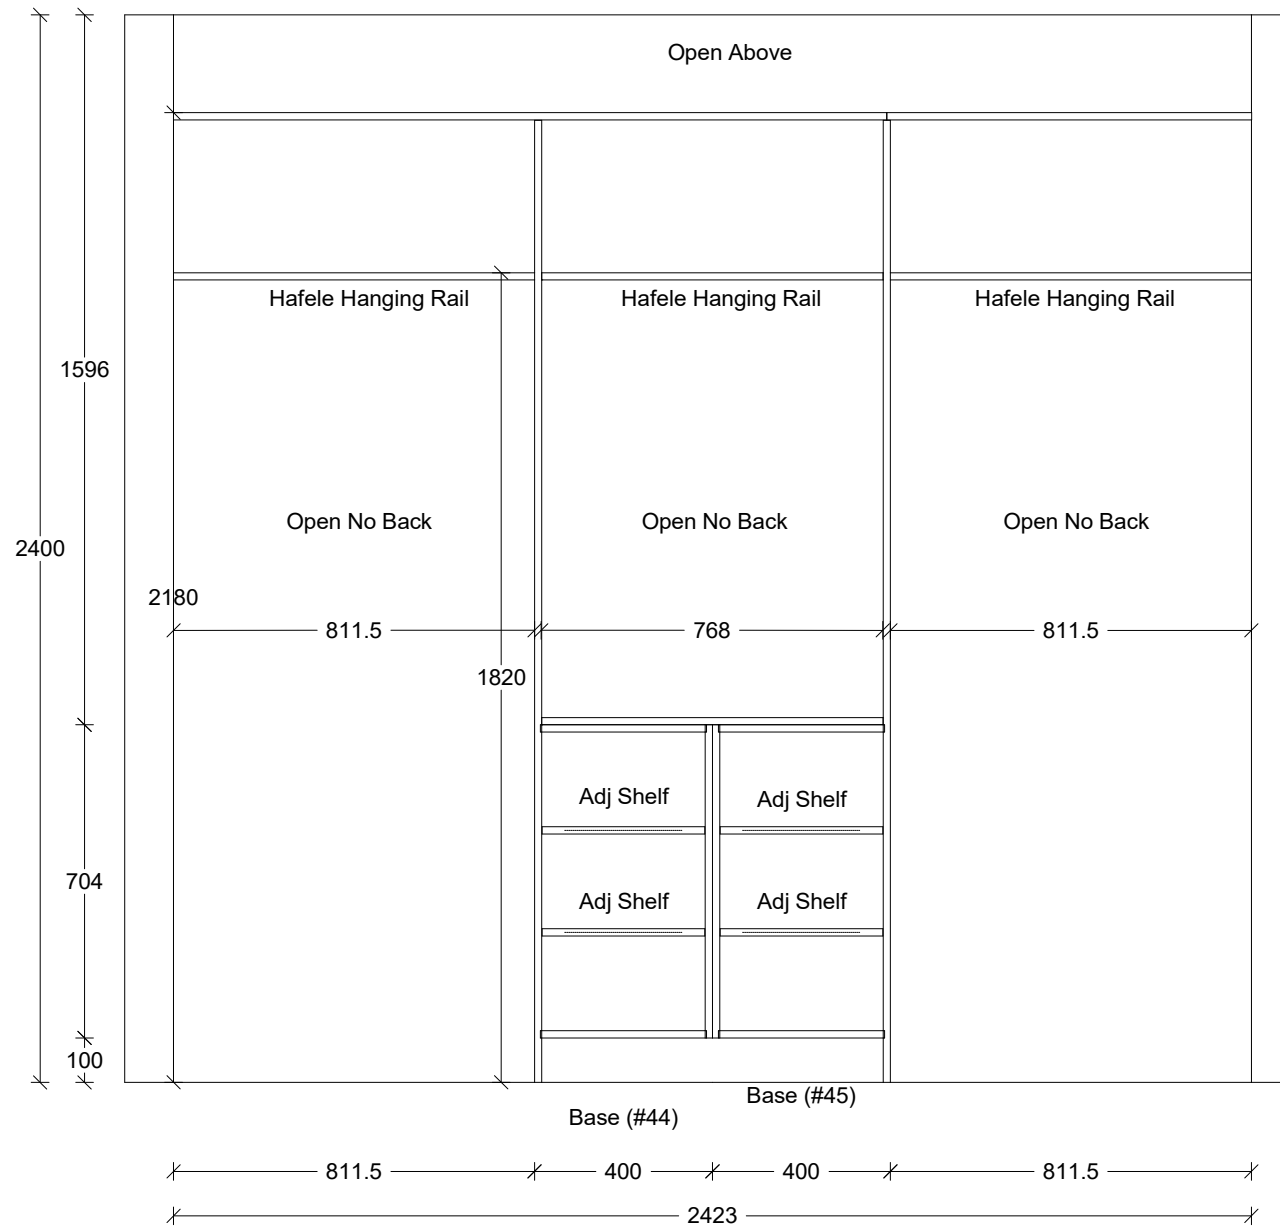 Open Above
Hafele Hanging Rail
Hafele Hanging Rail
Hafele Hanging Rail
1596
Open No Back
Open No Back
Open No Back
2400
2180
811.5
768
811.5
1820
Adj Shelf
Adj Shelf
704
Adj Shelf
Adj Shelf
100
Base (#45)
Base (#44)
811.5
400
400
811.5
2423